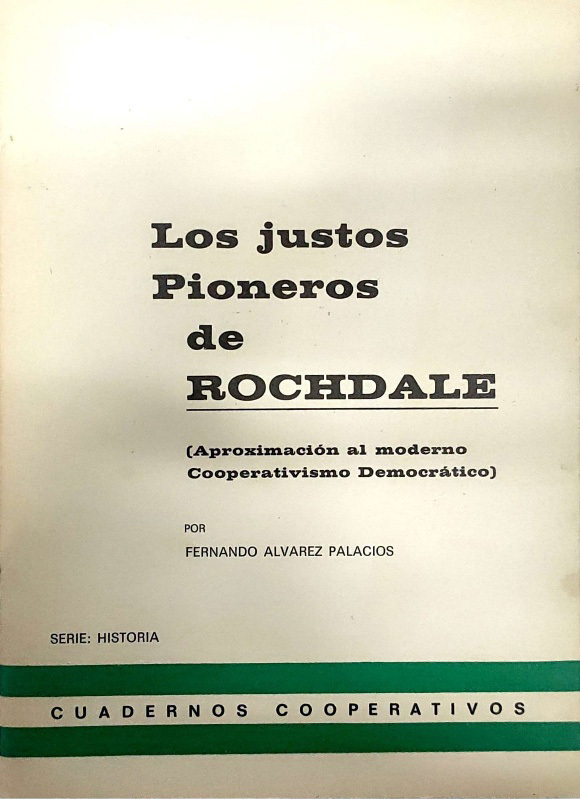 Los justos
Pioneros
de
ROCHDALE
(Aproximación al moderno
Cooperativismo Democrático)
POR
FERNANDO ALVAREZ PALACIOS
SERIE: HISTORIA
CUADERNOS COOPERATIVOS